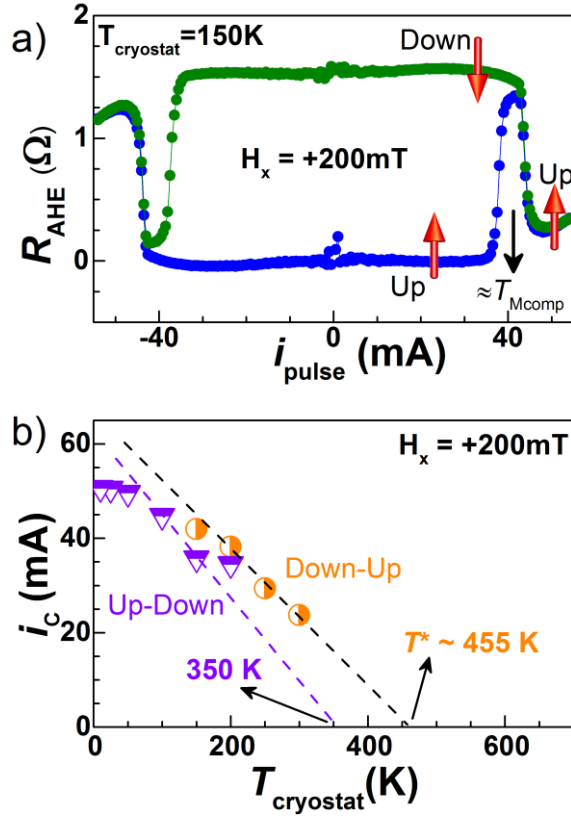 a)
T_cryostat=150K
Down
H_x = +200mT
Up
Up
≈T_Mcomp
R_AHE (Ω)
2
1
0
-40
0
40
i_pulse (mA)
b)
H_x = +200mT
Down-Up
Up-Down
T* ~ 455 K
350 K
i_C (mA)
60
40
20
0
0
200
400
600
T_cryostat(K)